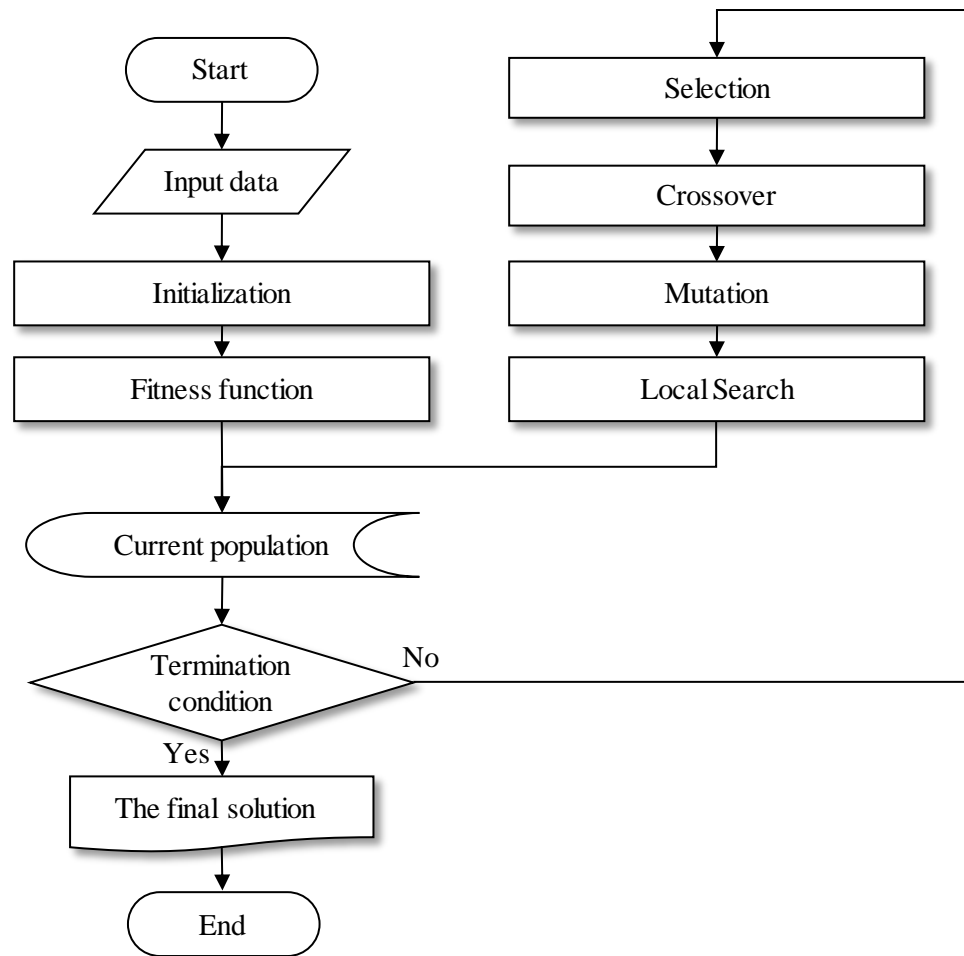 Start
Input data
Initialization
Fitness function
Selection
Crossover
Mutation
Local Search
Current population
Termination
condition
No
Yes
The final solution
End